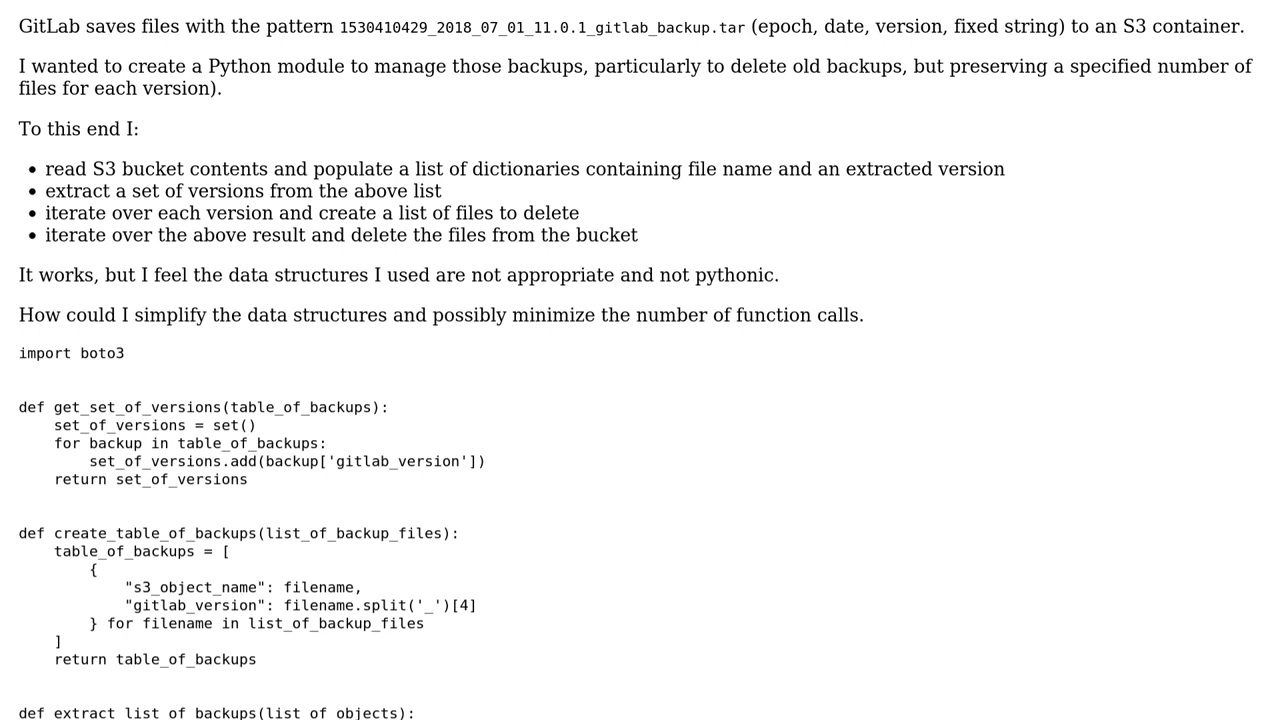 GitLab saves files with the pattern 1530410429_2018_07_01_11.0.1_gitlab_backup.tar (epoch, date, version, fixed string) to an S3 container.
I wanted to create a Python module to manage those backups, particularly to delete old backups, but preserving a specified number of
files for each version).
To this end I:
• read S3 bucket contents and populate a list of dictionaries containing file name and an extracted version
• extract a set of versions from the above list
• iterate over each version and create a list of files to delete
• iterate over the above result and delete the files from the bucket
It works, but I feel the data structures I used are not appropriate and not pythonic.
How could I simplify the data structures and possibly minimize the number of function calls.
import boto3
def get_set_of_versions(table_of_backups):
    set_of_versions = set()
    for backup in table_of_backups:
        set_of_versions.add(backup['gitlab_version'])
    return set_of_versions
def create_table_of_backups(list_of_backup_files):
    table_of_backups = [
        {
            "s3_object_name": filename,
            "gitlab_version": filename.split('_')[4]
        } for filename in list_of_backup_files
    ]
    return table_of_backups
def extract_list_of_backups(list_of_objects):